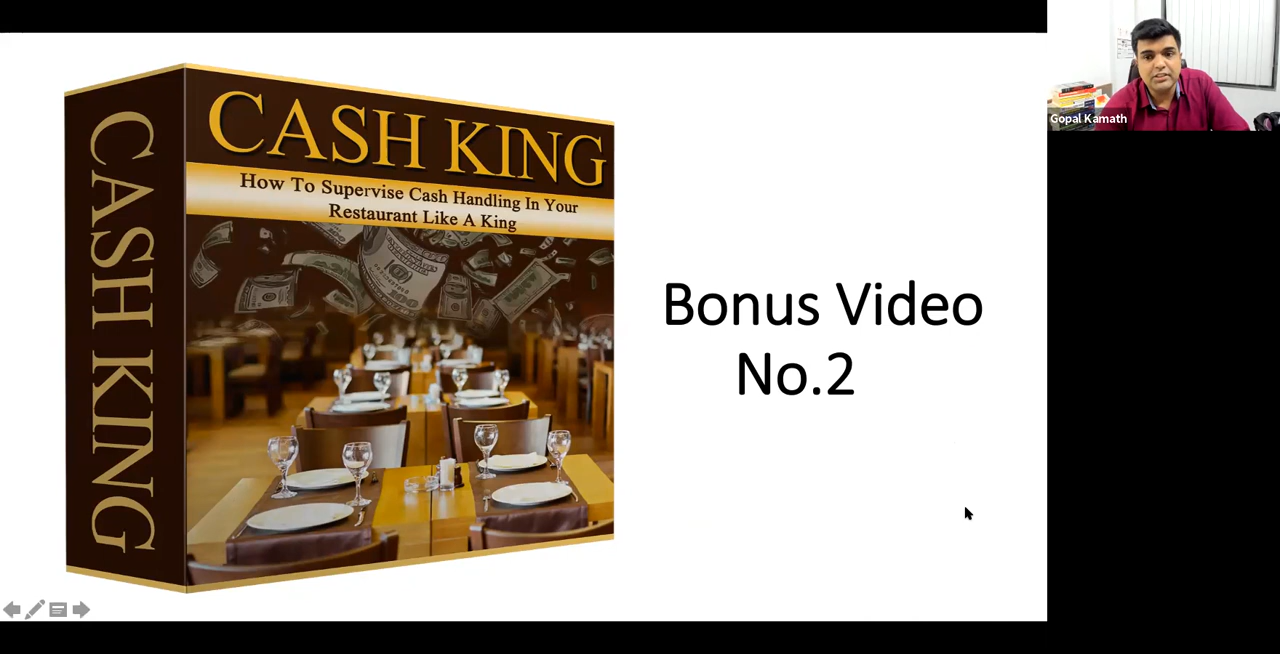 CASH KING
CASH KING
How To Supervise Cash Handling In Your
Restaurant Like A King
100
Bonus Video
No.2
Gopal Kamath